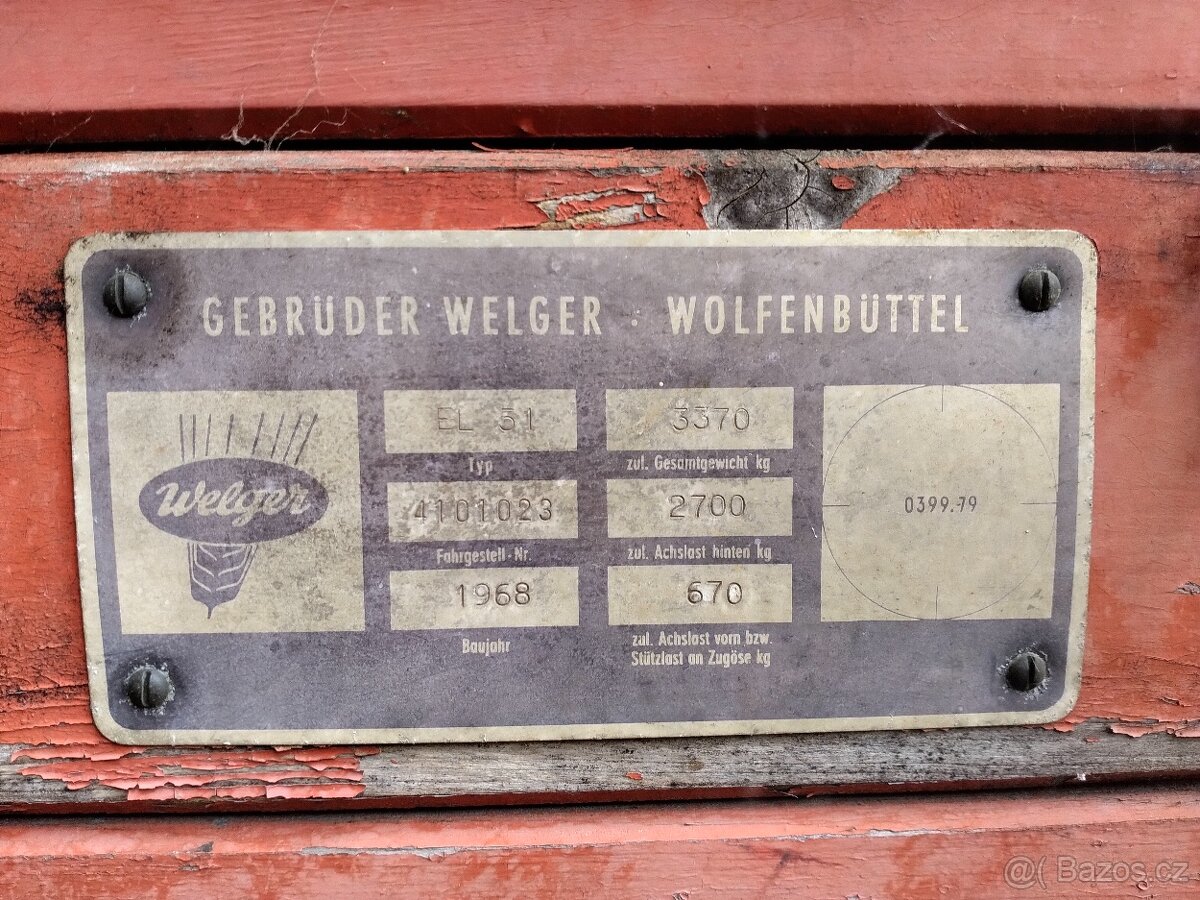 GEBRÜDER WELGER · WOLFENBÜTTEL
Welger
EL 31
Typ
4101023
Fahrgestell-Nr.
1968
Baujahr
3370
zul. Gesamtgewicht kg
2700
zul. Achslast hinten kg
670
zul. Achslast vorn bzw.
Stützlast an Zugöse kg
0399.-79
@( Bazos.cz